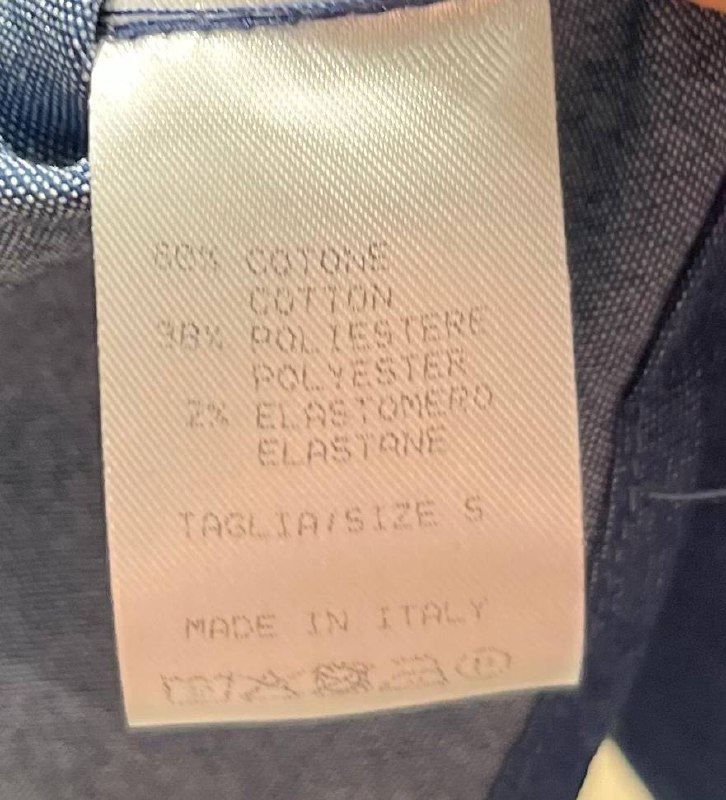 60% COTONE
COTTON
38% POLIESTERE
POLYESTER
2% ELASTOMERO
ELASTANE
TAGLIA/SIZE S
MADE IN ITALY